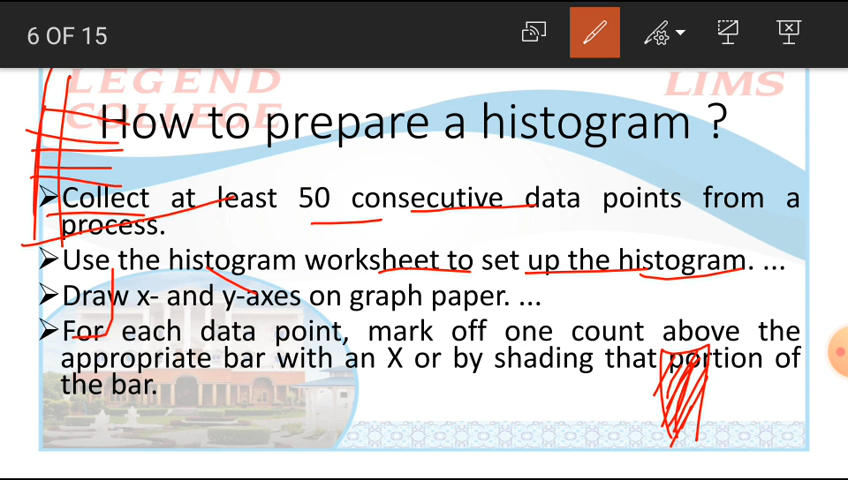 6 OF 15
LEGEND LIMS
COLLEGE
How to prepare a histogram ?
➢Collect at least 50 consecutive data points from a
process.
➢Use the histogram worksheet to set up the histogram. ...
➢Draw x- and y-axes on graph paper. ...
➢For each data point, mark off one count above the
appropriate bar with an X or by shading that portion of
the bar.